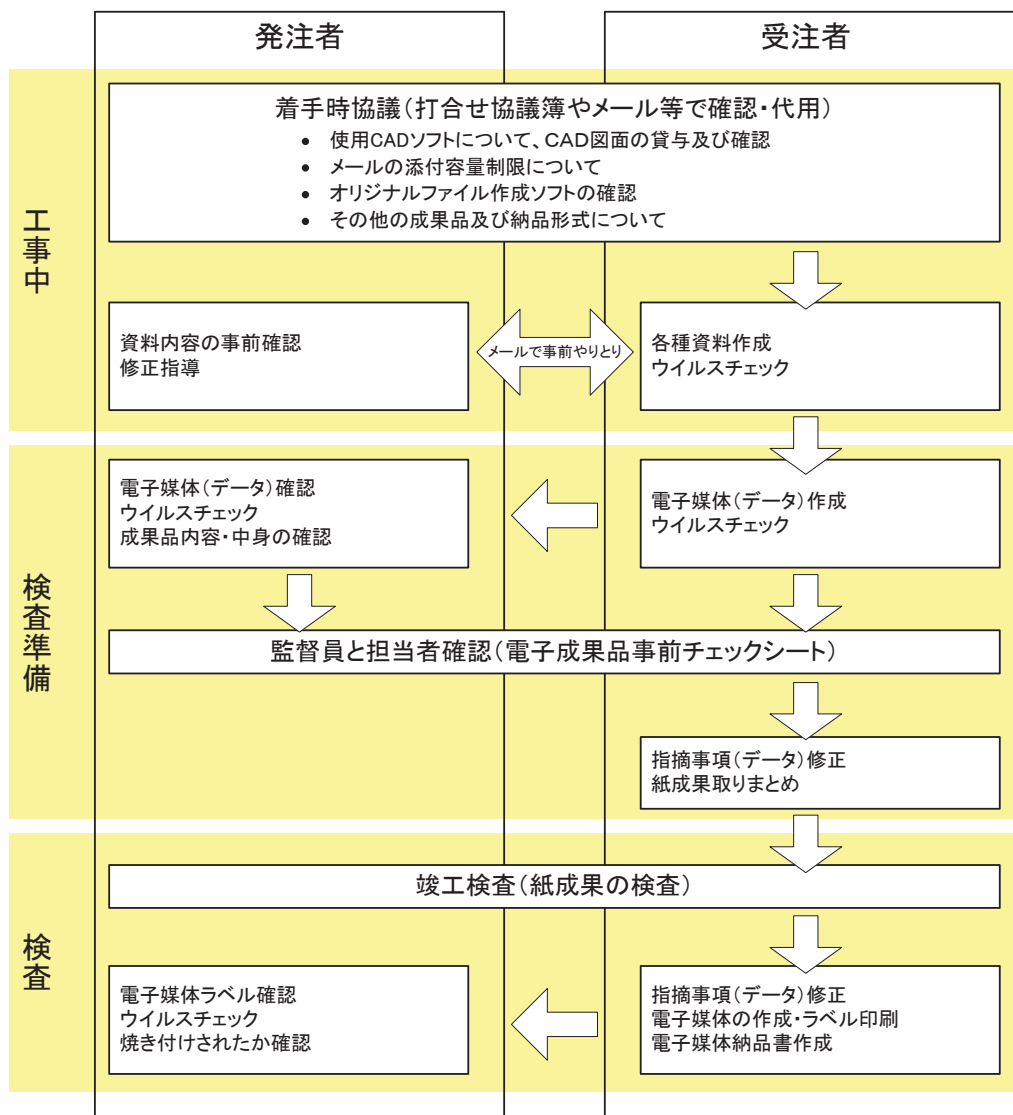 発注者
受注者
工事中
着手時協議（打合せ協議簿やメール等で確認・代用）
● 使用CADソフトについて、CAD図面の貸与及び確認
● メールの添付容量制限について
● オリジナルファイル作成ソフトの確認
● その他の成果品及び納品形式について
資料内容の事前確認
修正指導
メールで事前やりとり
各種資料作成
ウイルスチェック
検査準備
電子媒体（データ）確認
ウイルスチェック
成果品内容・中身の確認
電子媒体（データ）作成
ウイルスチェック
監督員と担当者確認（電子成果品事前チェックシート）
指摘事項（データ）修正
紙成果取りまとめ
検査
竣工検査（紙成果の検査）
電子媒体ラベル確認
ウイルスチェック
焼き付けされたか確認
指摘事項（データ）修正
電子媒体の作成・ラベル印刷
電子媒体納品書作成